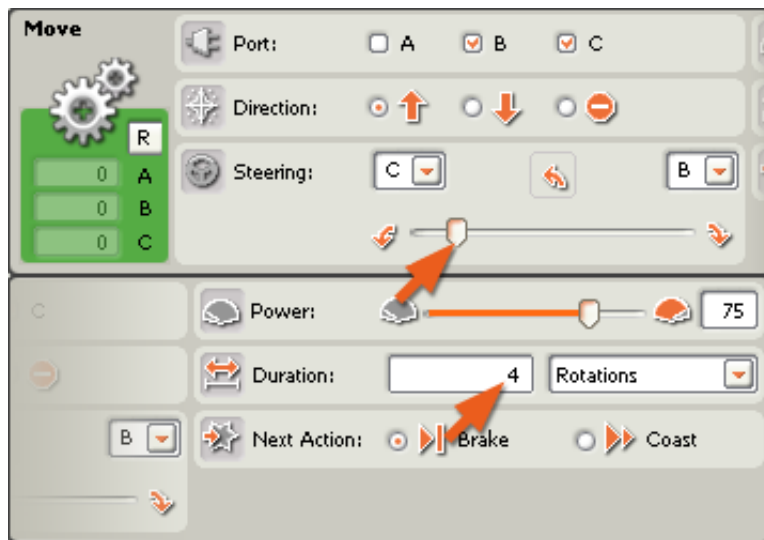 Move
Port: A B C
Direction:
R
Steering: C B
0 A
0 B
0 C
C
Power: 75
Duration: 4 Rotations
B
Next Action: Brake Coast